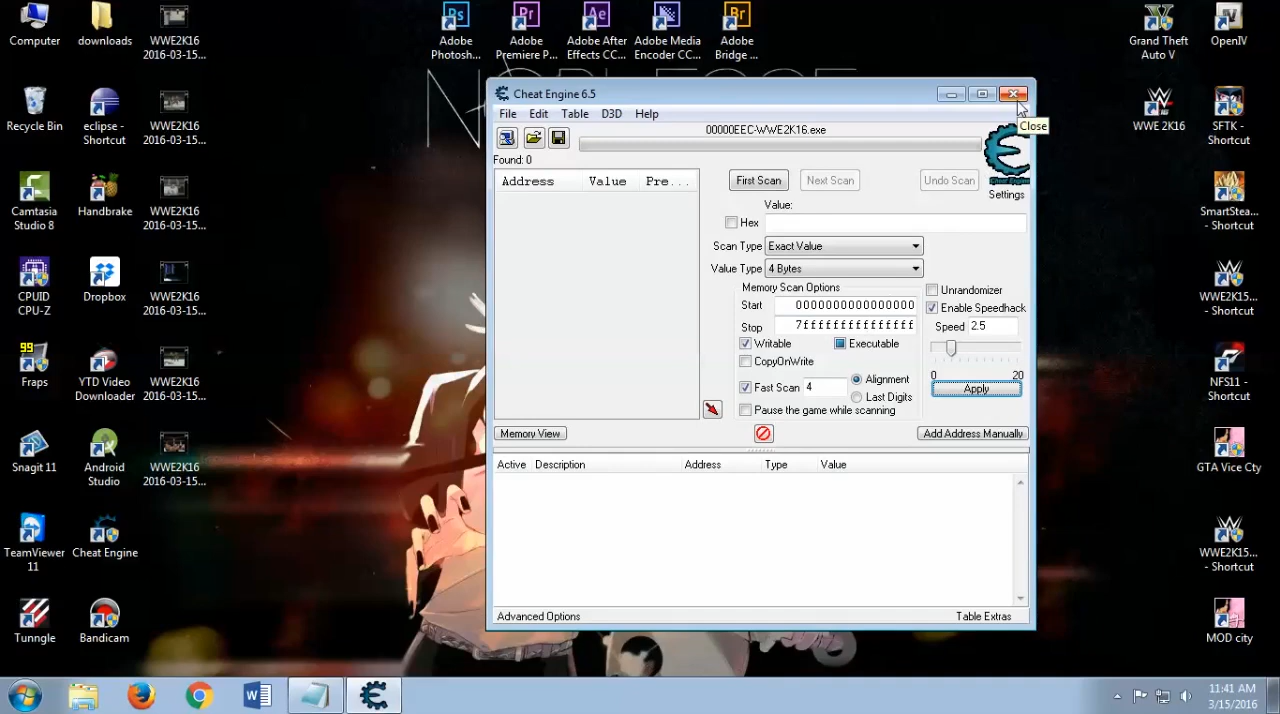 Computer
downloads
WWE2K16
2016-03-15...
Adobe
Photosh...
Adobe
Premiere P...
Adobe After
Effects CC...
Adobe Media
Encoder CC...
Adobe
Bridge ...
Grand Theft
Auto V
OpenIV
Recycle Bin
eclipse -
Shortcut
WWE2K16
2016-03-15...
WWE 2K16
SFTK -
Shortcut
Camtasia
Studio 8
Handbrake
WWE2K16
2016-03-15...
SmartStea...
- Shortcut
CPUID
CPU-Z
Dropbox
WWE2K16
2016-03-15...
WWE2K15...
- Shortcut
99
Fraps
YTD Video
Downloader
WWE2K16
2016-03-15...
NFS11 -
Shortcut
Snagit 11
Android
Studio
WWE2K16
2016-03-15...
GTA Vice Cty
TeamViewer
11
Cheat Engine
WWE2K15...
- Shortcut
Tunngle
Bandicam
MOD city
Cheat Engine 6.5
File Edit Table D3D Help
Close
00000EEC-WWE2K16.exe
Found: 0
Cheat Engine
Address Value Pre...
First Scan Next Scan Undo Scan
Settings
Value:
Hex
Scan Type Exact Value
Value Type 4 Bytes
Memory Scan Options
Start 0000000000000000
Stop 7fffffffffffffff
Writable Executable
CopyOnWrite
Fast Scan 4 Alignment
Last Digits
Pause the game while scanning
Unrandomizer
Enable Speedhack
Speed 2.5
0 20
Apply
Memory View Add Address Manually
Active Description Address Type Value
Advanced Options Table Extras
11:41 AM
3/15/2016